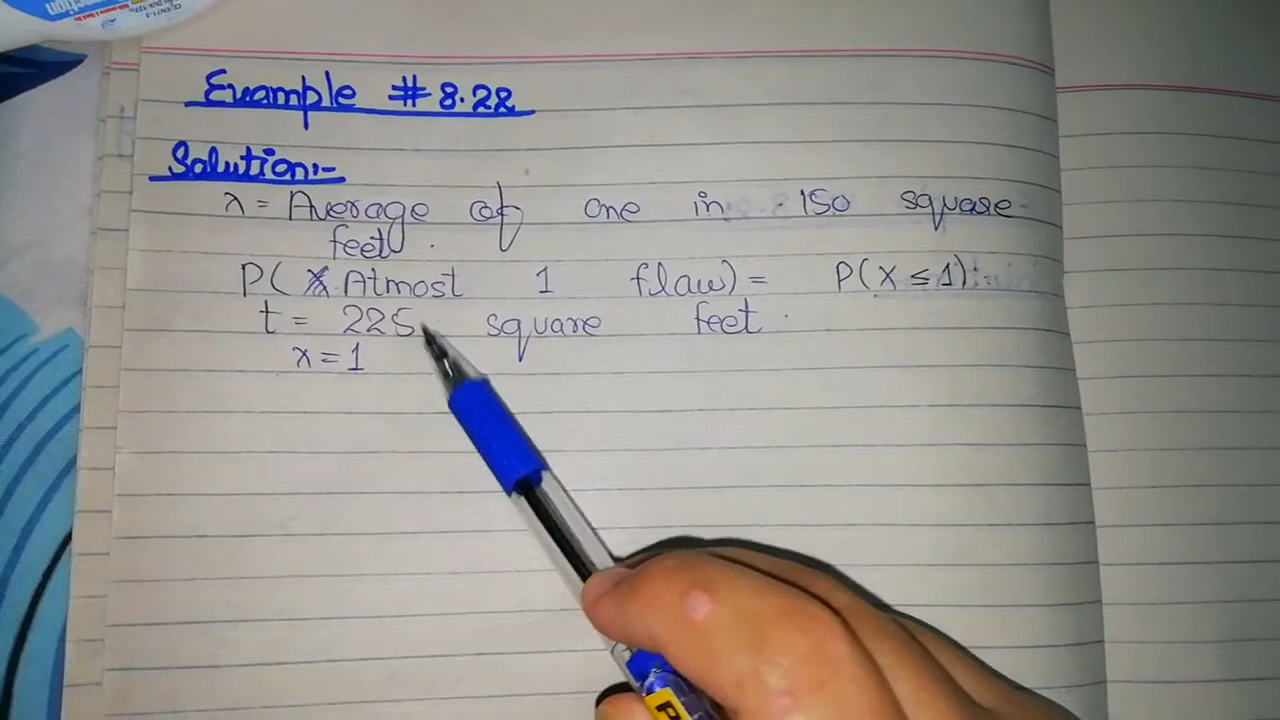 Example # 8.28
Solution:-
λ = Average of one in 150 square
feet.
P( X Atmost 1 flaw) = P(X ≤ 1):-
t = 225 square feet.
x = 1